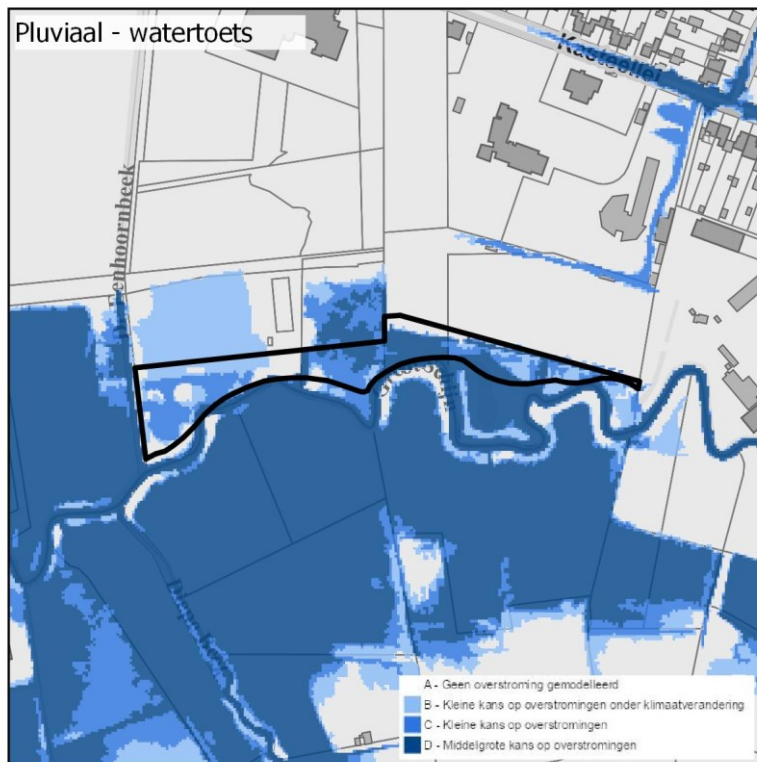 Pluviaal - watertoets
Kasteellei
A - Geen overstroming gemodelleerd
B - Kleine kans op overstromingen onder klimaatverandering
C - Kleine kans op overstromingen
D - Middelgrote kans op overstromingen